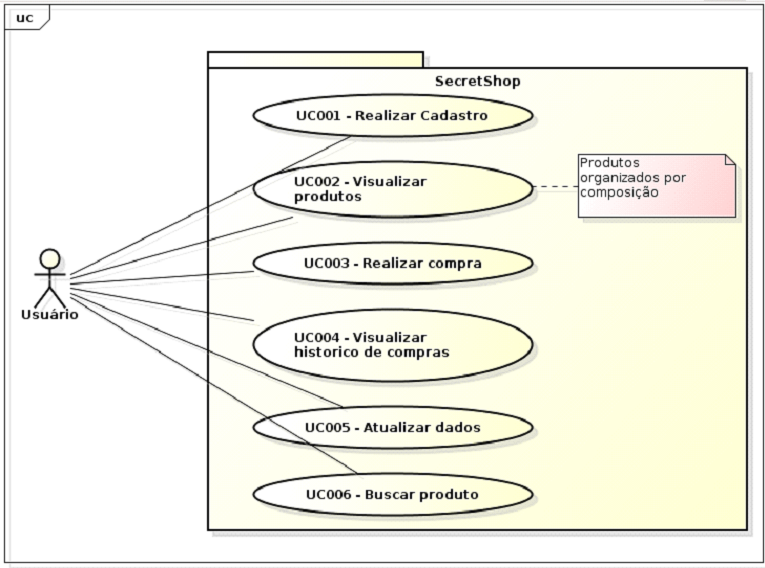 uc
SecretShop
UC001 - Realizar Cadastro
UC002 - Visualizar
produtos
Produtos
organizados por
composição
UC003 - Realizar compra
Usuário
UC004 - Visualizar
historico de compras
UC005 - Atualizar dados
UC006 - Buscar produto